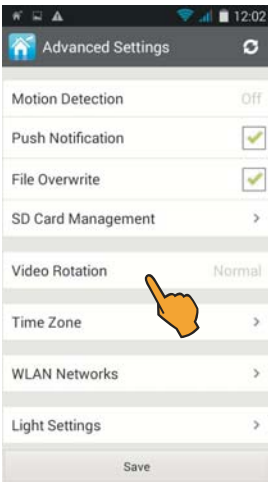 12:02
Advanced Settings
Motion Detection Off
Push Notification
File Overwrite
SD Card Management
Video Rotation Normal
Time Zone
WLAN Networks
Light Settings
Save